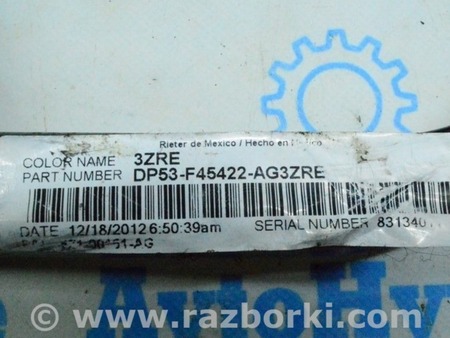 Rieter de Mexico / Hecho en
COLOR NAME 3ZRE
PART NUMBER DP53-F45422-AG3ZRE
DATE 12/18/2012 6:50:39am SERIAL NUMBER 831340
AutoHy
www.razborki.com